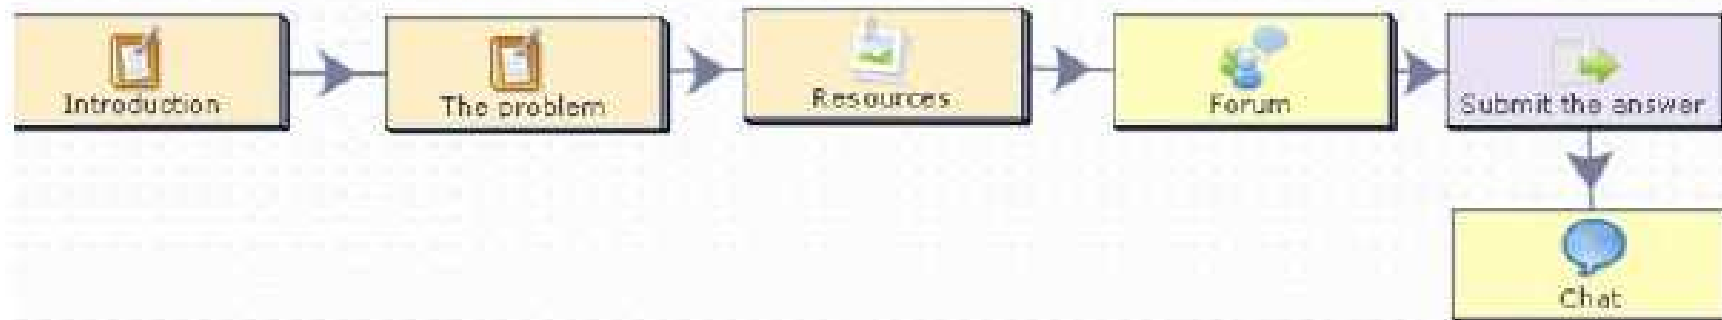 Introduction
The problem
Resources
Forum
Submit the answer
Chat